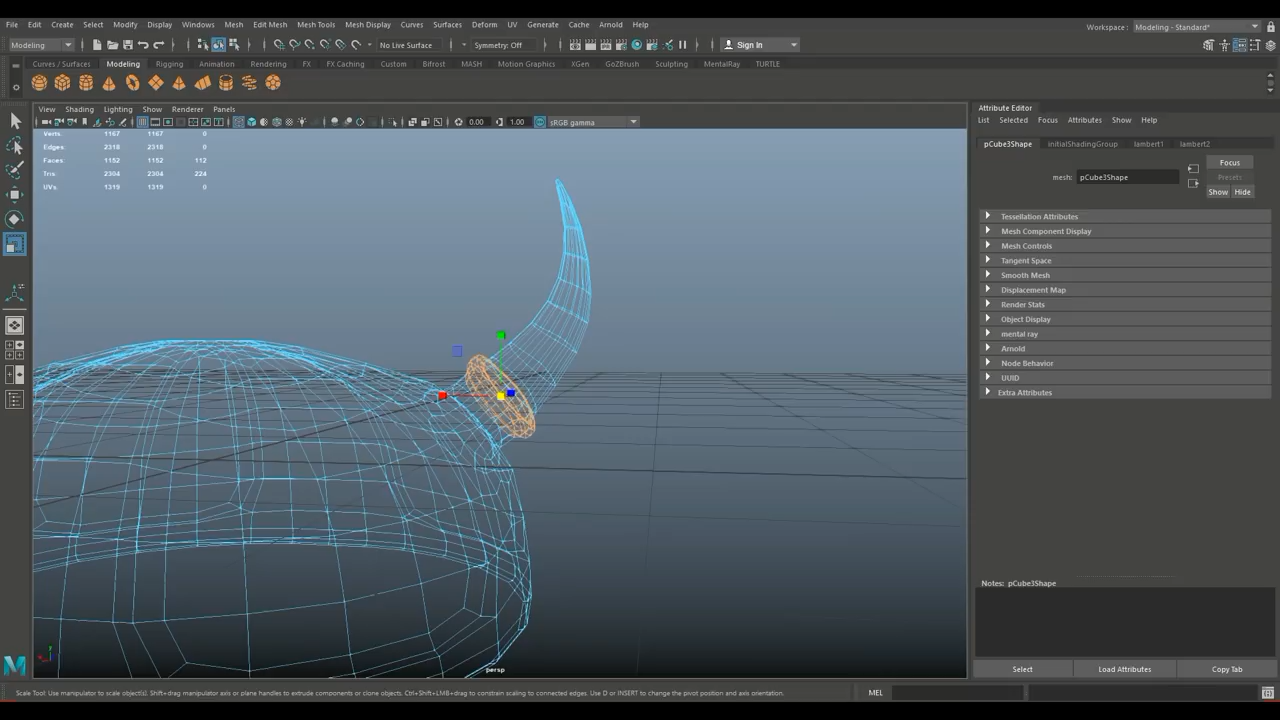 File Edit Create Select Modify Display Windows Mesh Edit Mesh Mesh Tools Mesh Display Curves Surfaces Deform UV Generate Cache Arnold Help
Workspace : Modeling - Standard*
Modeling No Live Surface Symmetry: Off Sign In
Curves / Surfaces Modeling Rigging Animation Rendering FX FX Caching Custom Bifrost MASH Motion Graphics XGen GoZBrush Sculpting MentalRay TURTLE
View Shading Lighting Show Renderer Panels
0.00 1.00 sRGB gamma
Verts: 1167 1167 0
Edges: 2318 2318 0
Faces: 1152 1152 112
Tris: 2304 2304 224
UVs: 1319 1319 0
persp
Attribute Editor
List Selected Focus Attributes Show Help
pCube3Shape initialShadingGroup lambert1 lambert2
Focus
mesh: pCube3Shape
Presets
Show Hide
Tessellation Attributes
Mesh Component Display
Mesh Controls
Tangent Space
Smooth Mesh
Displacement Map
Render Stats
Object Display
mental ray
Arnold
Node Behavior
UUID
Extra Attributes
Notes: pCube3Shape
Select Load Attributes Copy Tab
Scale Tool: Use manipulator to scale object(s). Shift+drag manipulator axis or plane handles to extrude components or clone objects. Ctrl+Shift+LMB+drag to constrain scaling to connected edges. Use D or INSERT to change the pivot position and axis orientation.
MEL